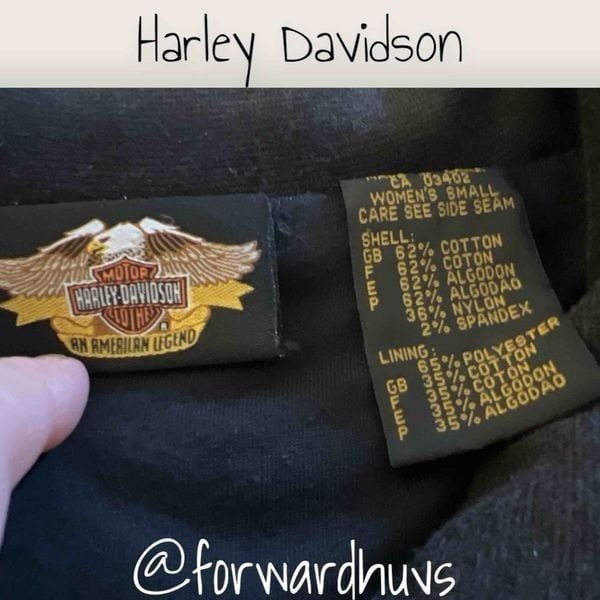 Harley Davidson
MOTOR
HARLEY-DAVIDSON
CLOTHES
AN AMERICAN LEGEND
CA 03402
WOMEN'S SMALL
CARE SEE SIDE SEAM
SHELL:
GB 62% COTTON
F 62% COTON
E 62% ALGODON
P 62% ALGODAO
36% NYLON
2% SPANDEX
LINING:
65% POLYESTER
GB 35% COTTON
F 35% COTON
E 35% ALGODON
P 35% ALGODAO
@forwardhuvs